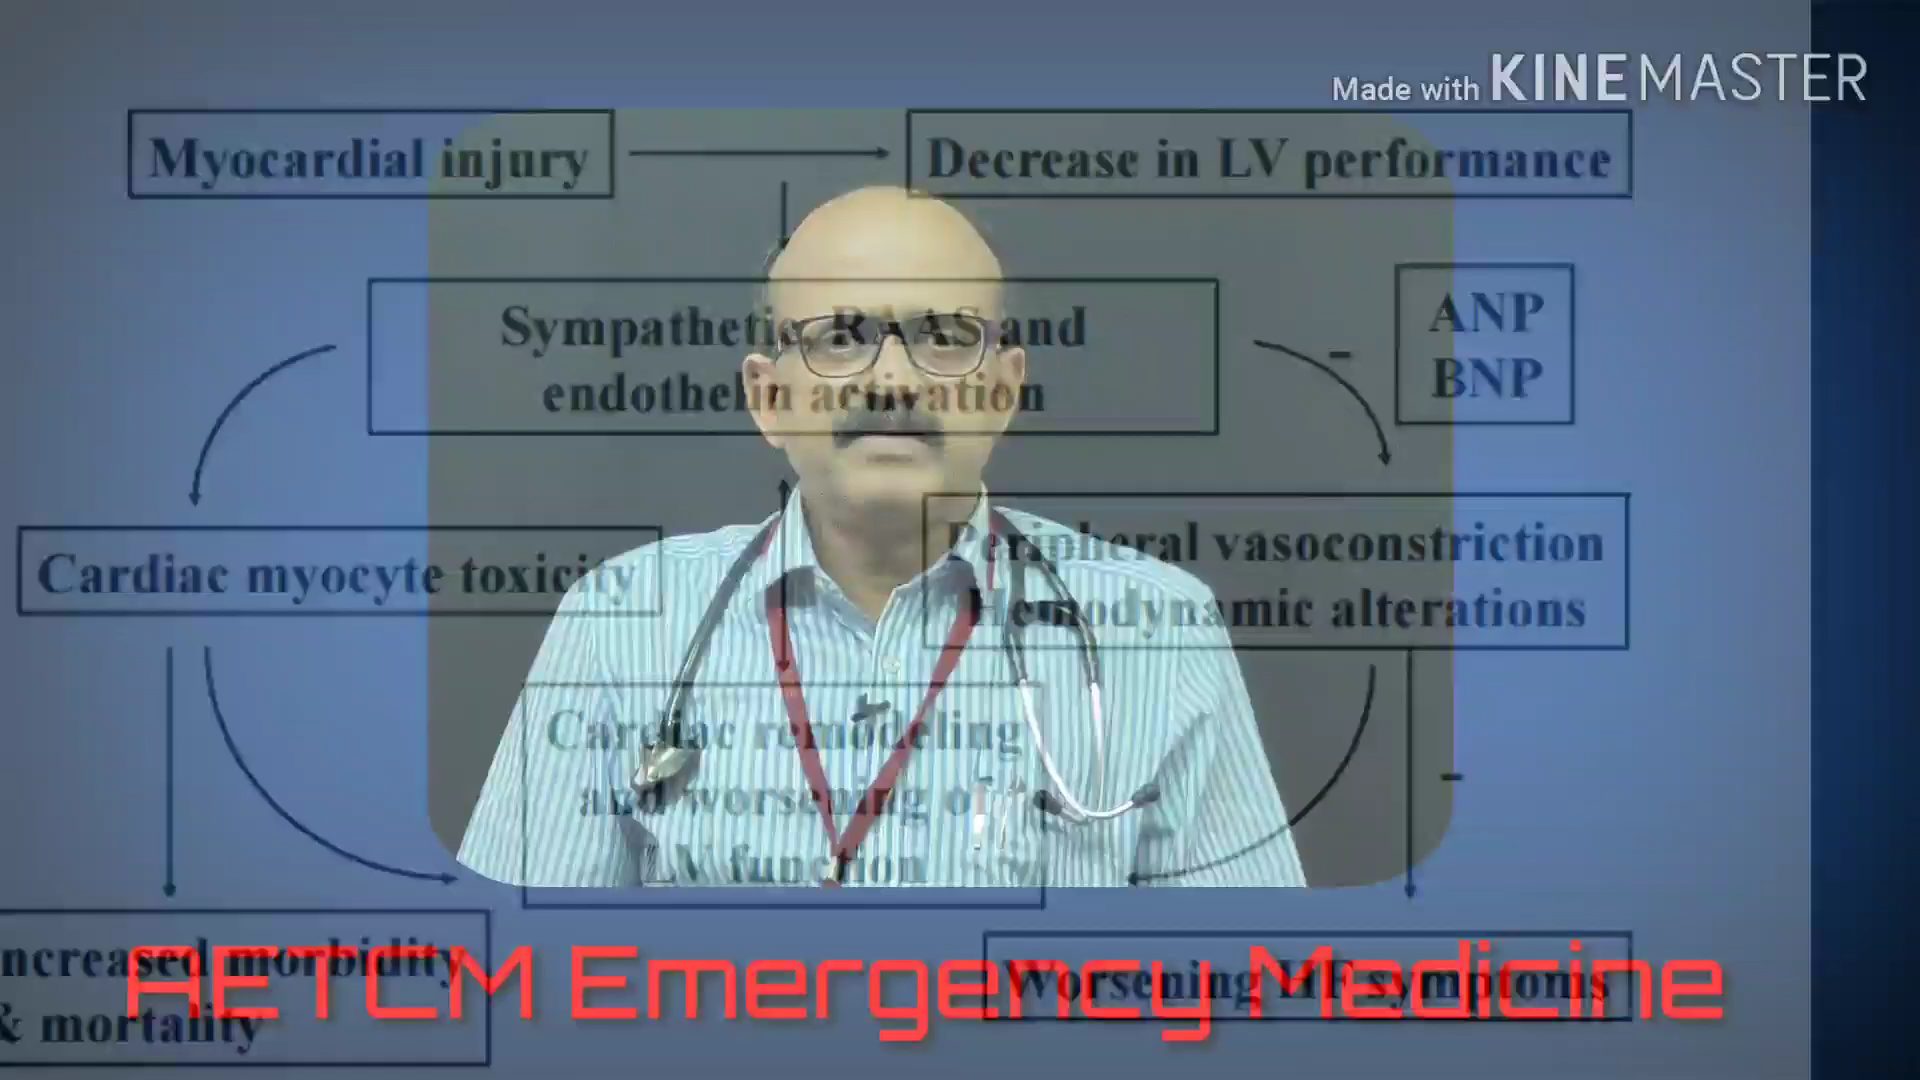 Made with KINEMASTER
Myocardial injury
Decrease in LV performance
Sympathetic, RAAS and
endothelin activation
ANP
BNP
-
Cardiac myocyte toxicity
Peripheral vasoconstriction
Hemodynamic alterations
Cardiac remodeling
and worsening of
LV function
-
ncreased morbidity
& mortality
Worsening HF symptoms
AETCM Emergency Medicine